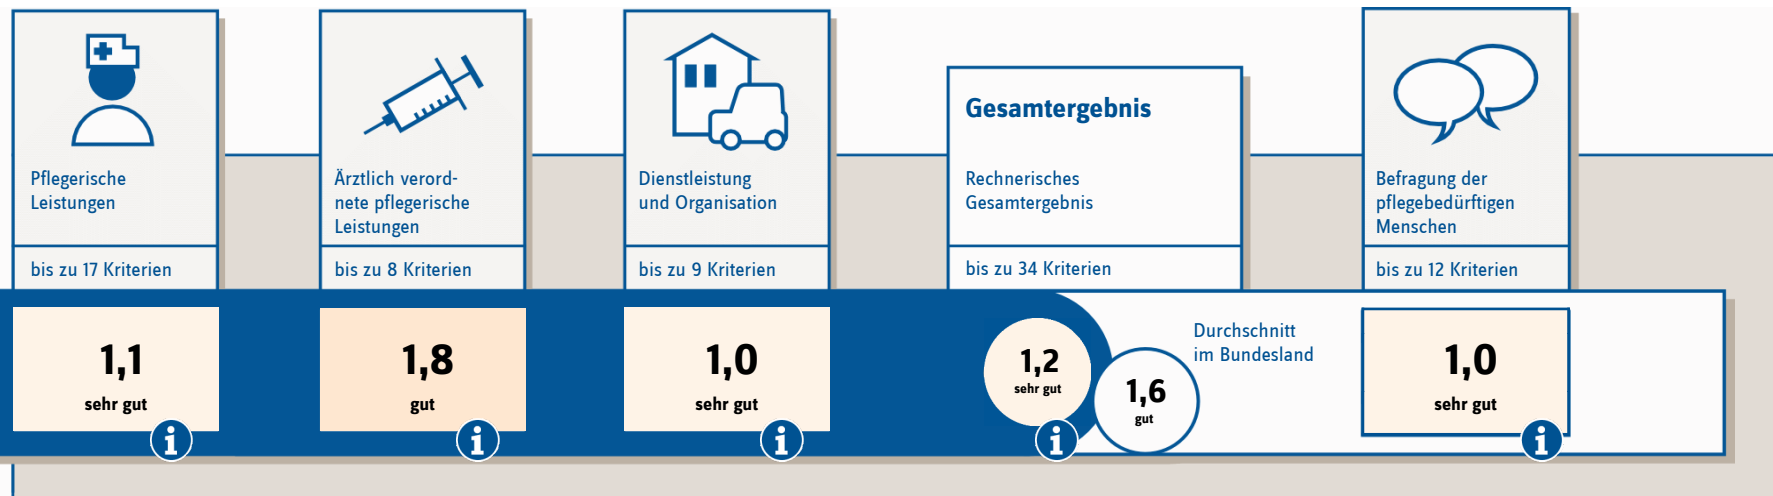 Pflegerische
Leistungen
bis zu 17 Kriterien
1,1
sehr gut
i
Ärztlich verord-
nete pflegerische
Leistungen
bis zu 8 Kriterien
1,8
gut
i
Dienstleistung
und Organisation
bis zu 9 Kriterien
1,0
sehr gut
i
Gesamtergebnis
Rechnerisches
Gesamtergebnis
bis zu 34 Kriterien
1,2
sehr gut
i
1,6
gut
Durchschnitt
im Bundesland
Befragung der
pflegebedürftigen
Menschen
bis zu 12 Kriterien
1,0
sehr gut
i